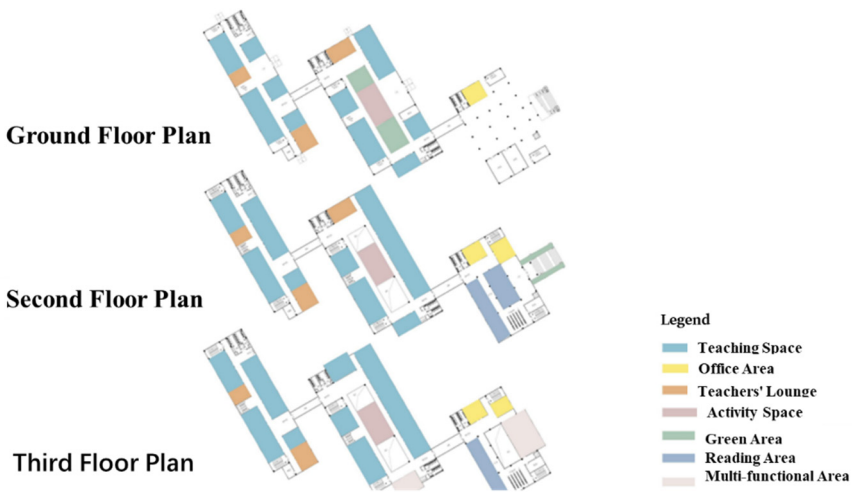 Ground Floor Plan
Second Floor Plan
Third Floor Plan
Legend
Teaching Space
Office Area
Teachers' Lounge
Activity Space
Green Area
Reading Area
Multi-functional Area